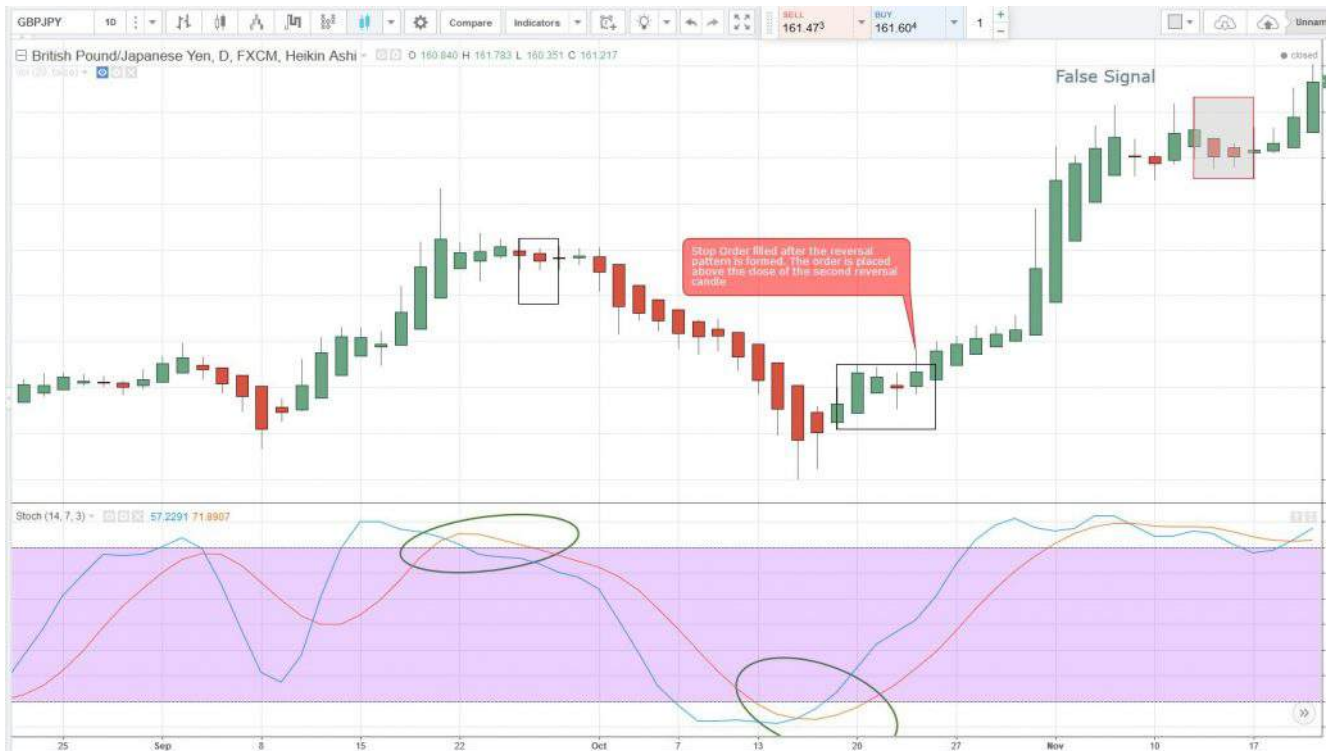 GBPJPY 1D Compare Indicators SELL 161.47³ BUY 161.60⁴ 1 + − Unnam
British Pound/Japanese Yen, D, FXCM, Heikin Ashi O 160.840 H 161.783 L 160.351 C 161.217
closed
False Signal
Stop Order filled after the reversal
pattern is formed. The order is placed
above the close of the second reversal
candle
Stoch (14, 7, 3) 57.2291 71.8907
25 Sep 8 15 22 Oct 7 13 20 27 Nov 10 17